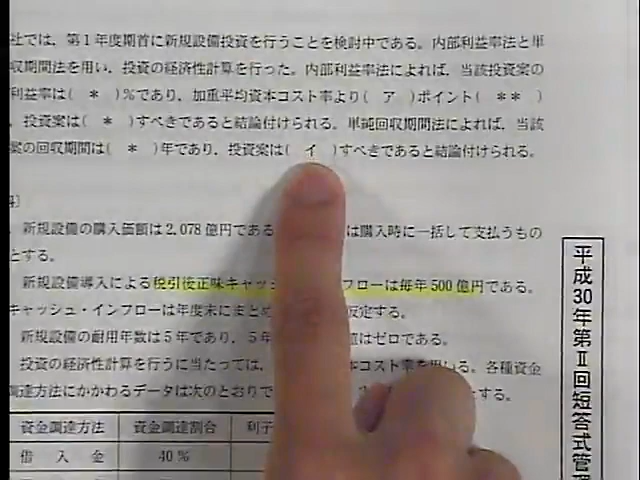 社では、第1年度期首に新規設備投資を行うことを検討中である。内部利益率法と単
収期間法を用い、投資の経済性計算を行った。内部利益率法によれば、当該投資案の
利益率は( * )%であり、加重平均資本コスト率より( ア )ポイント( ** )
、投資案は( * )すべきであると結論付けられる。単純回収期間法によれば、当該
案の回収期間は( * )年であり、投資案は( イ )すべきであると結論付けられる。
新規設備の購入価額は2,078億円である は購入時に一括して支払うもの
とする。
新規設備導入による税引後正味キャッシ フローは毎年500億円である。
キャッシュ・インフローは年度末にまとめ 仮定する。
新規設備の耐用年数は5年であり、5年 はゼロである。
投資の経済性計算を行うに当たっては、 本コスト率を用いる。各種資金
調達方法にかかわるデータは次のとおりで す。
資金調達方法 資金調達割合 利子
借入金 40%
平成30年第Ⅱ回短答式管理